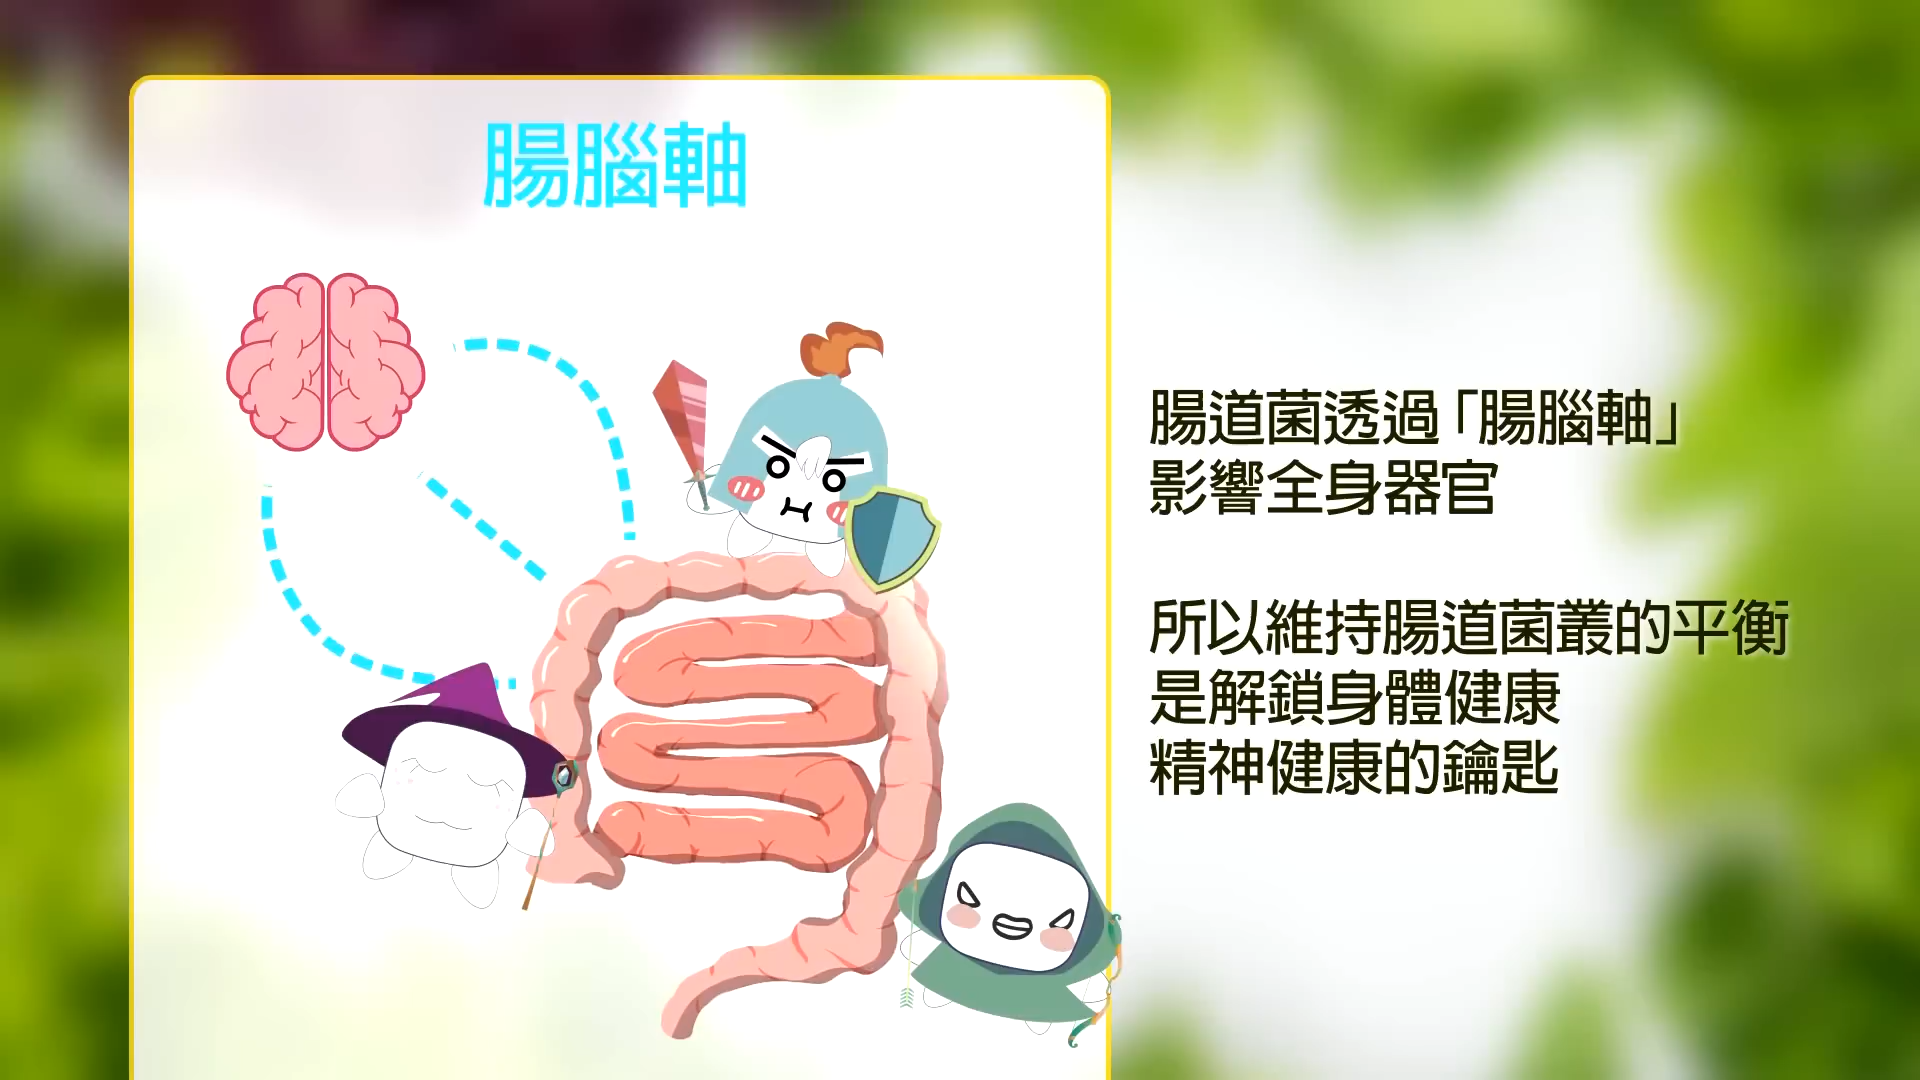 腸腦軸
腸道菌透過「腸腦軸」
影響全身器官
所以維持腸道菌叢的平衡
是解鎖身體健康
精神健康的鑰匙